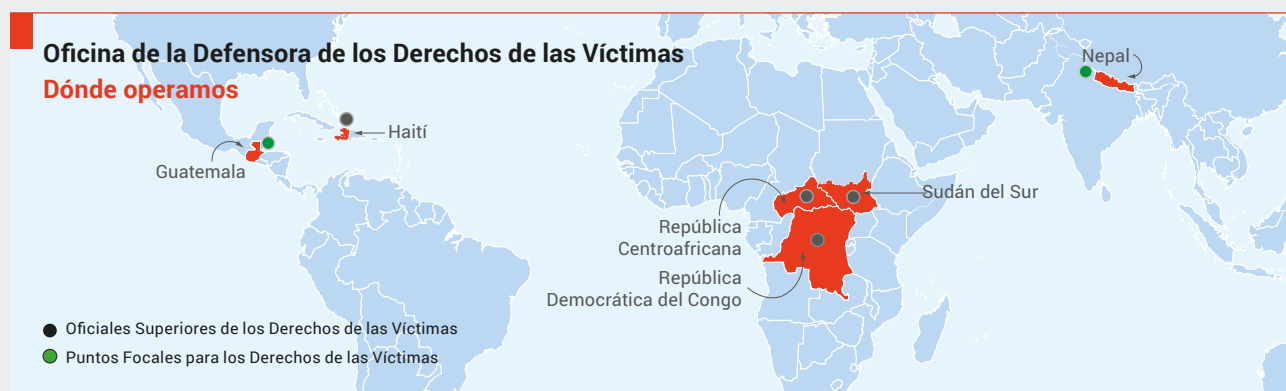 Oficina de la Defensora de los Derechos de las Víctimas
Dónde operamos
Nepal
Haití
Guatemala
Sudán del Sur
República
Centroafricana
República
Democrática del Congo
Oficiales Superiores de los Derechos de las Víctimas
Puntos Focales para los Derechos de las Víctimas